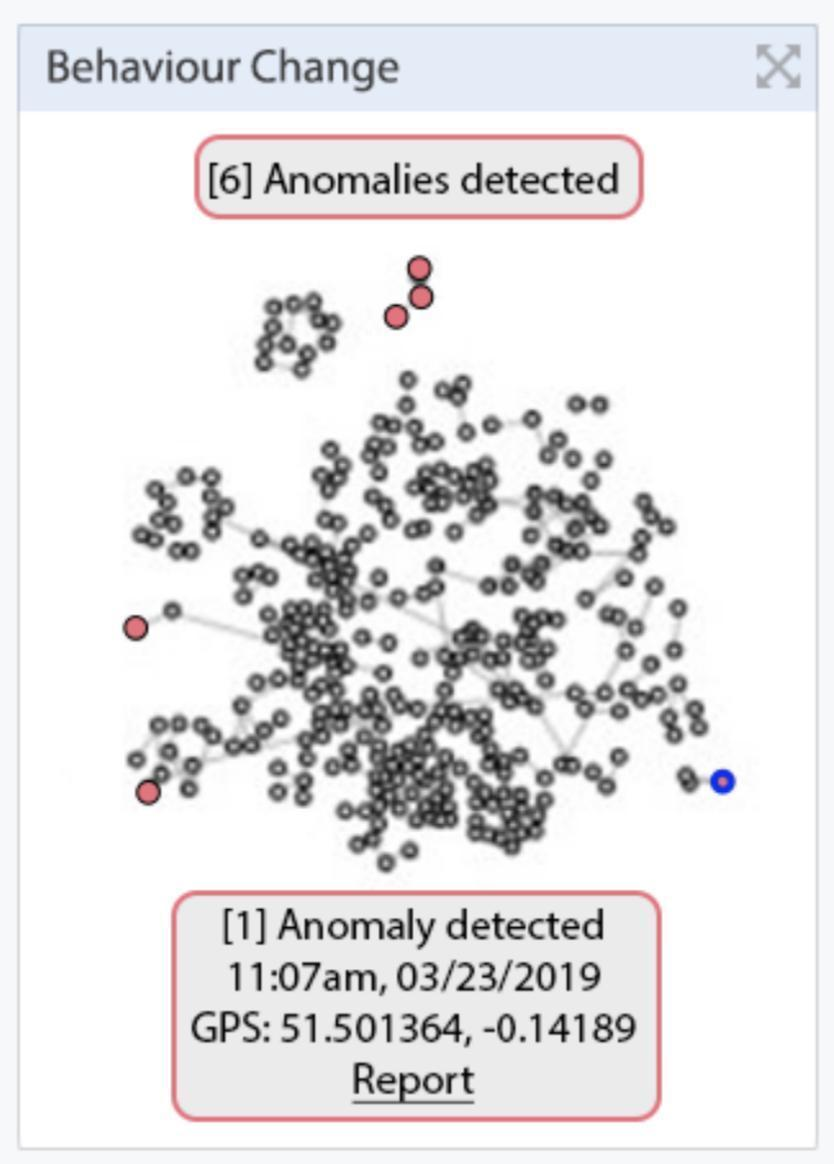 Behaviour Change
[6] Anomalies detected
[1] Anomaly detected
11:07am, 03/23/2019
GPS: 51.501364, -0.14189
Report